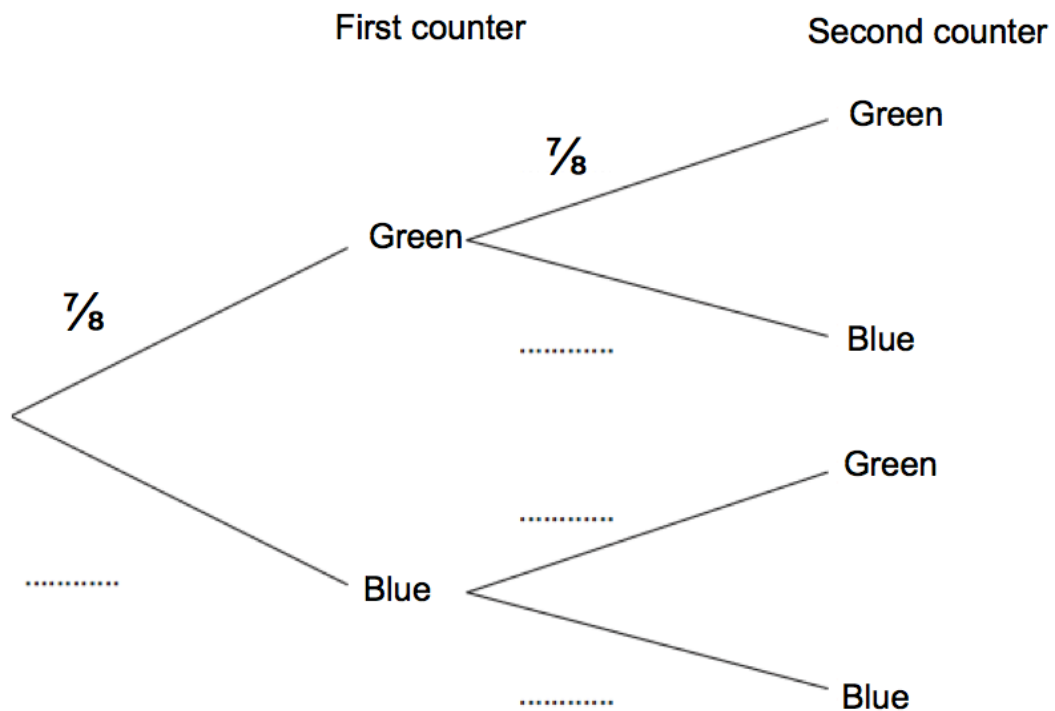 First counter
Second counter
Green
⅞
Green
⅞
Blue
............
Green
............
............
Blue
Blue
............